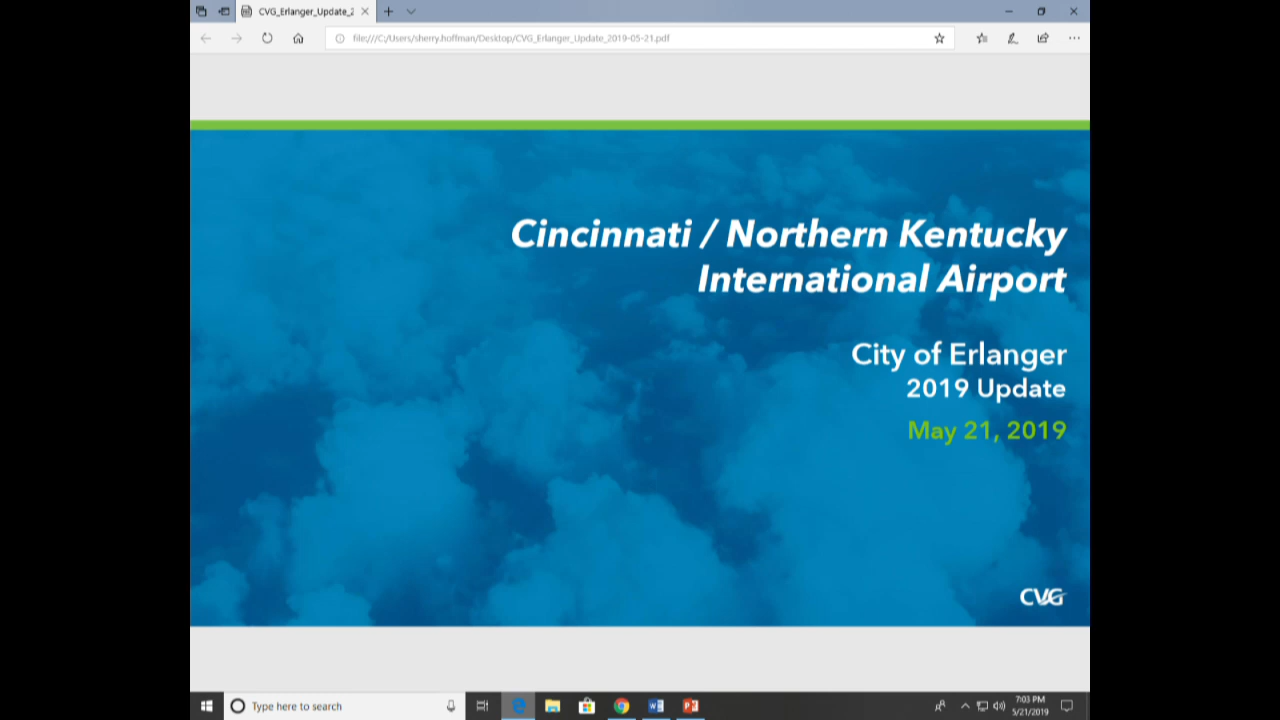 CVG_Erlanger_Update_2
file:///C:/Users/sherry.hoffman/Desktop/CVG_Erlanger_Update_2019-05-21.pdf
Cincinnati / Northern Kentucky
International Airport
City of Erlanger
2019 Update
May 21, 2019
CVG
Type here to search
7:03 PM
5/21/2019